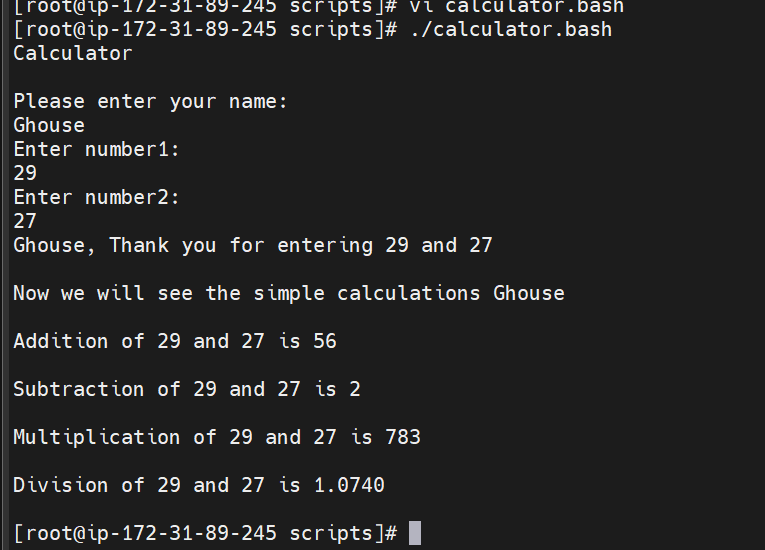 [root@ip-172-31-89-245 scripts]# vi calculator.bash
[root@ip-172-31-89-245 scripts]# ./calculator.bash
Calculator
Please enter your name:
Ghouse
Enter number1:
29
Enter number2:
27
Ghouse, Thank you for entering 29 and 27
Now we will see the simple calculations Ghouse
Addition of 29 and 27 is 56
Subtraction of 29 and 27 is 2
Multiplication of 29 and 27 is 783
Division of 29 and 27 is 1.0740
[root@ip-172-31-89-245 scripts]#